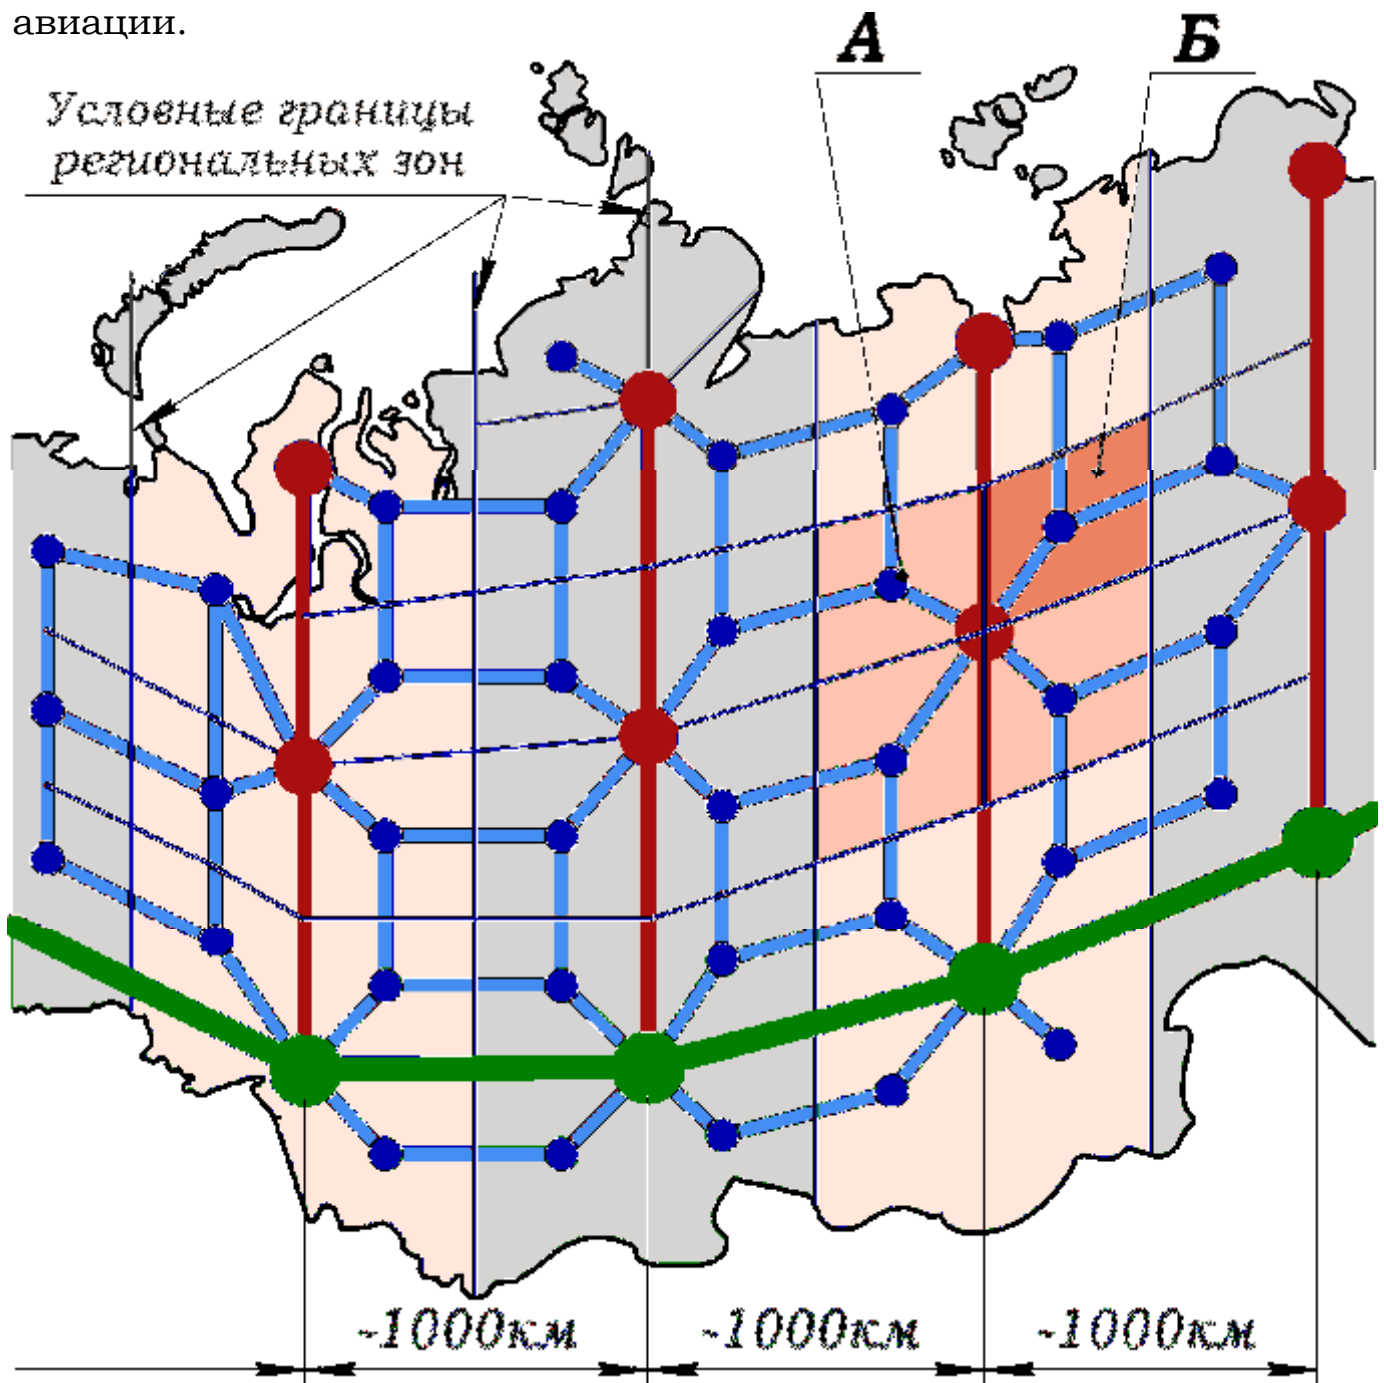 авиации.
А
Б
Условные границы
региональных зон
~1000км
~1000км
~1000км